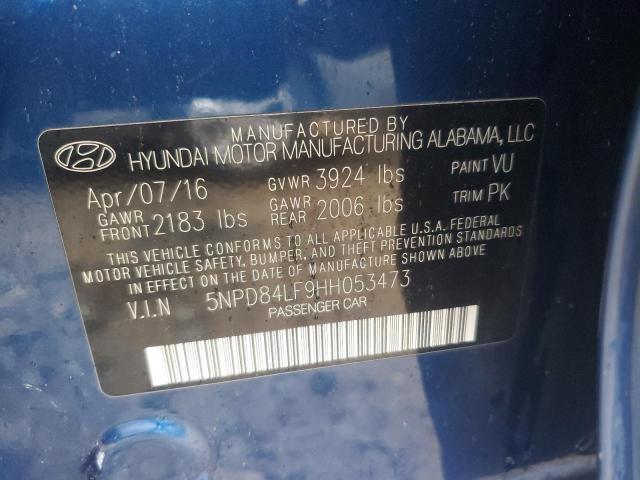 MANUFACTURED BY
HYUNDAI MOTOR MANUFACTURING ALABAMA, LLC
Apr/07/16 GVWR 3924 lbs PAINT VU
GAWR FRONT 2183 lbs GAWR REAR 2006 lbs TRIM PK
THIS VEHICLE CONFORMS TO ALL APPLICABLE U.S.A. FEDERAL
MOTOR VEHICLE SAFETY, BUMPER, AND THEFT PREVENTION STANDARDS
IN EFFECT ON THE DATE OF MANUFACTURE SHOWN ABOVE.
V.I.N 5NPD84LF9HH053473
PASSENGER CAR